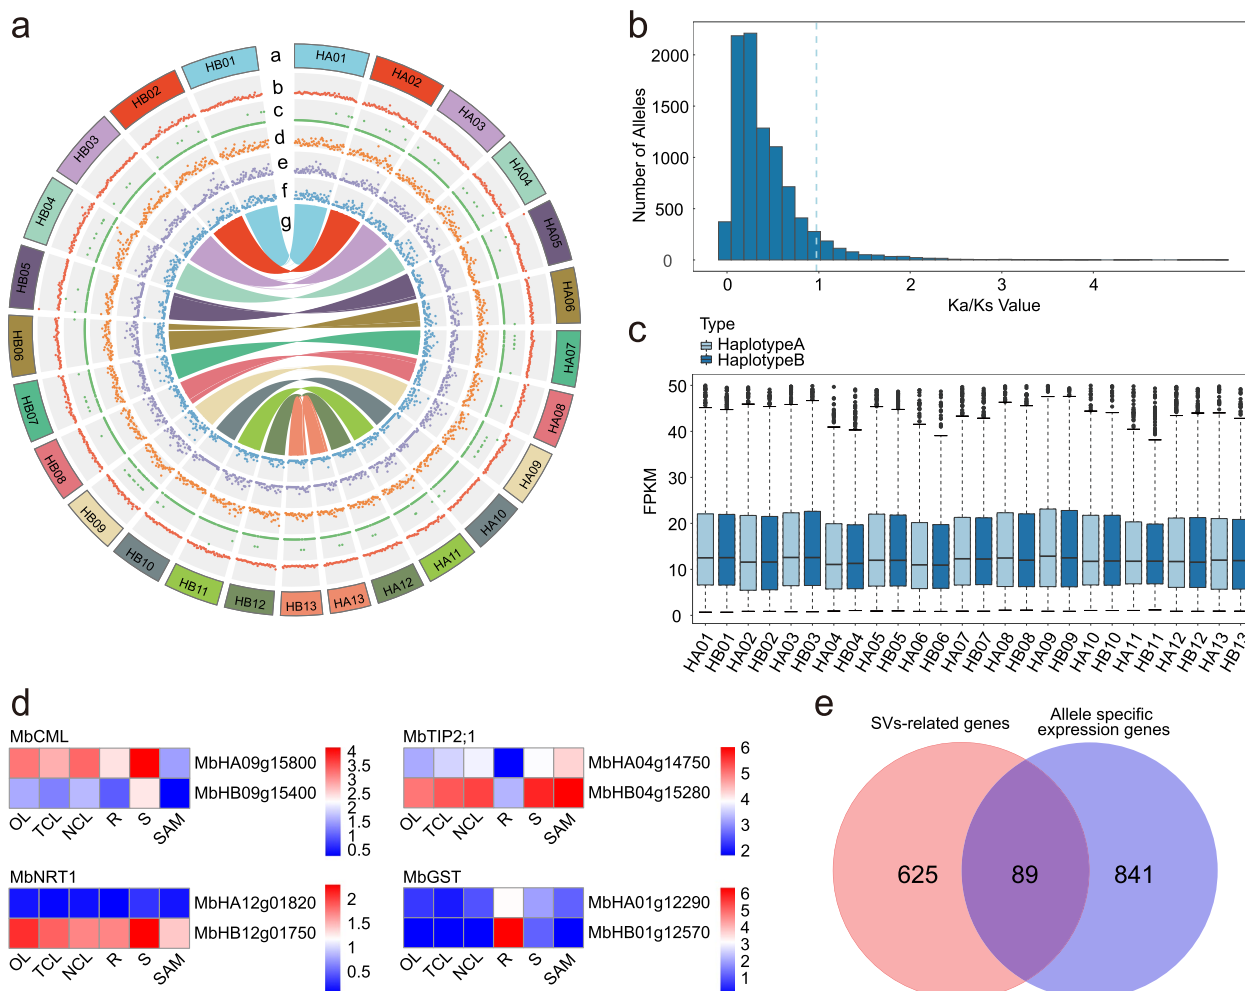 a
HA01
HA02
HA03
HA04
HA05
HA06
HA07
HA08
HA09
HA10
HA11
HA12
HA13
HB13
HB12
HB11
HB10
HB09
HB08
HB07
HB06
HB05
HB04
HB03
HB02
HB01
a
b
c
d
e
f
g
b
Number of Alleles
2000
1500
1000
500
0
0 1 2 3 4
Ka/Ks Value
c
Type
HaplotypeA
HaplotypeB
FPKM
50
40
30
20
10
0
HA01 HB01 HA02 HB02 HA03 HB03 HA04 HB04 HA05 HB05 HA06 HB06 HA07 HB07 HA08 HB08 HA09 HB09 HA10 HB10 HA11 HB11 HA12 HB12 HA13 HB13
d
MbCML
MbHA09g15800
MbHB09g15400
OL TCL NCL R S SAM
4
3.5
3
2.5
2
1.5
1
0.5
MbTIP2;1
MbHA04g14750
MbHB04g15280
OL TCL NCL R S SAM
6
5
4
3
2
MbNRT1
MbHA12g01820
MbHB12g01750
OL TCL NCL R S SAM
2
1.5
1
0.5
MbGST
MbHA01g12290
MbHB01g12570
OL TCL NCL R S SAM
6
5
4
3
2
1
e
SVs-related genes
Allele specific
expression genes
625 89 841